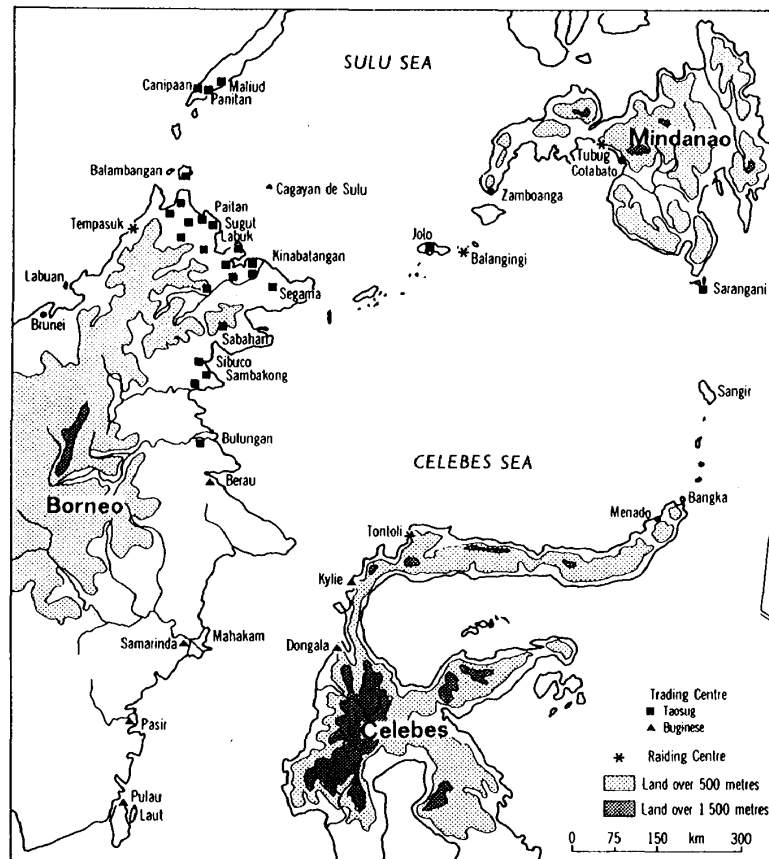 SULU SEA
Canipaan
Maliud
Panitan
Mindanao
Tubug
Cotabato
Balambangan
Cagayan de Sulu
Zamboanga
Paitan
Sugut
Labuk
Tempasuk
Jolo
Balangingi
Kinabatangan
Labuan
Segama
Sarangani
Brunei
Sabahan
Sibuco
Sambakong
Sangir
Bulungan
CELEBES SEA
Berau
Bangka
Menado
Borneo
Tontoli
Kylie
Samarinda
Mahakam
Dongala
Celebes
Pasir
Pulau
Laut
Trading Centre
Taosug
Buginese
Raiding Centre
Land over 500 metres
Land over 1 500 metres
0 75 150 km 300